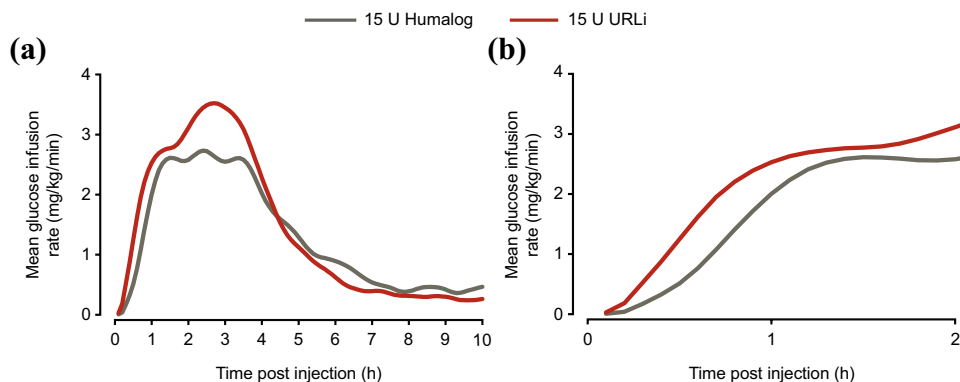 15 U Humalog 15 U URLi
(a)
Mean glucose infusion
rate (mg/kg/min)
4
3
2
1
0
0 1 2 3 4 5 6 7 8 9 10
Time post injection (h)
(b)
Mean glucose infusion
rate (mg/kg/min)
4
3
2
1
0
0 1 2
Time post injection (h)